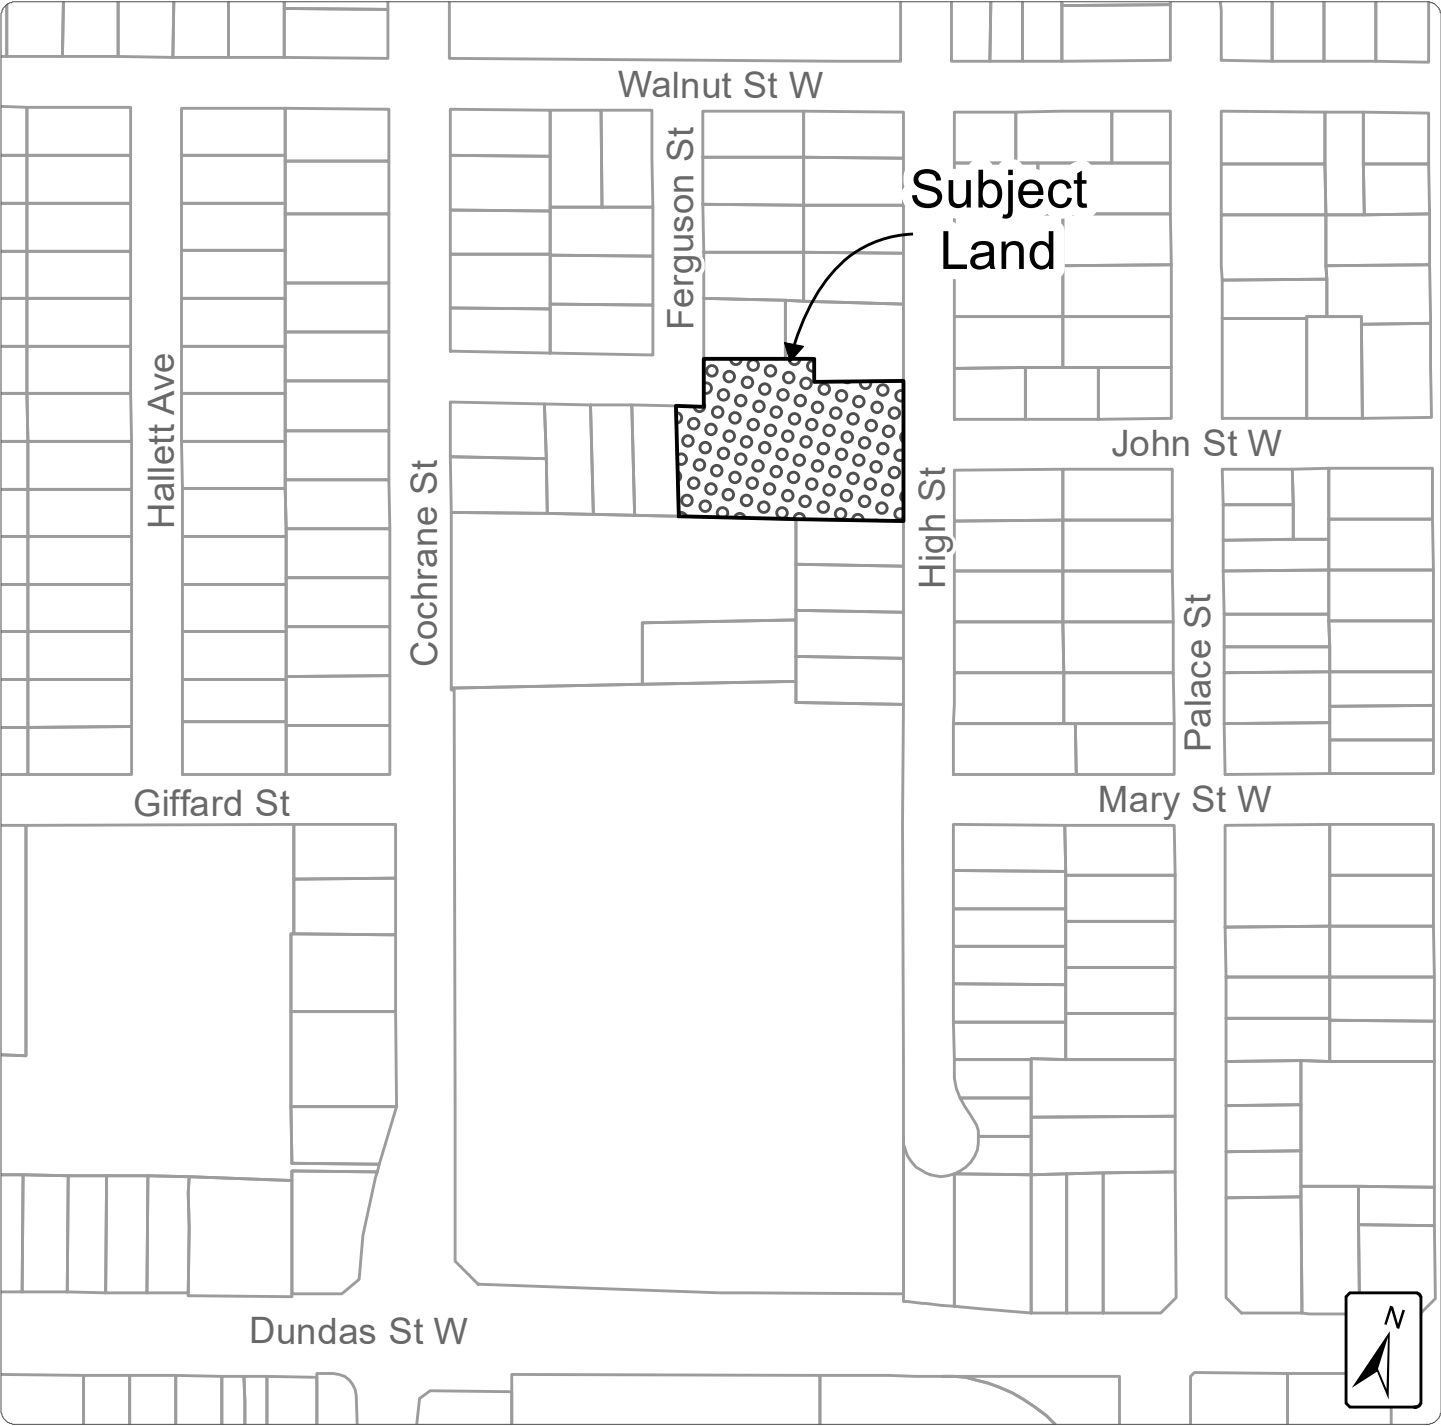 Walnut St W
Ferguson St
Subject
Land
Hallett Ave
John St W
Cochrane St
High St
Palace St
Giffard St
Mary St W
Dundas St W
N